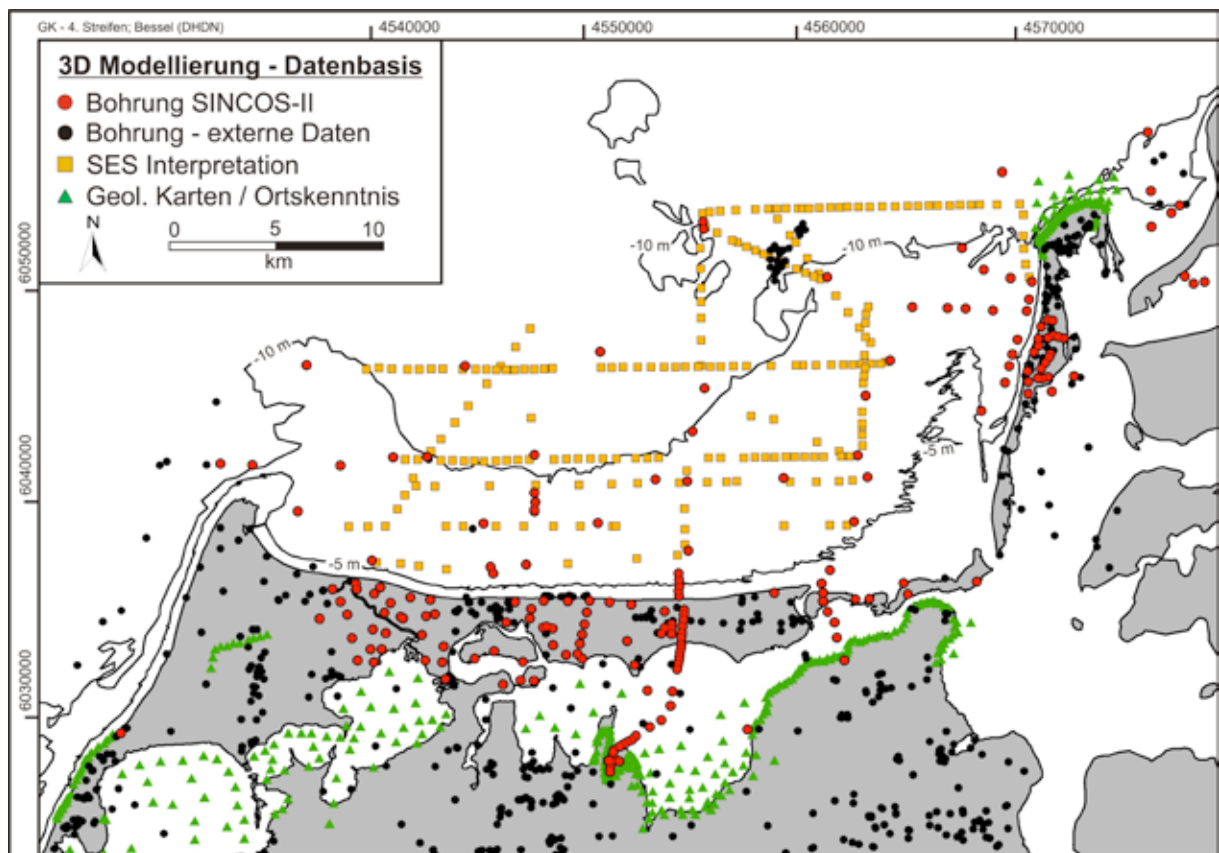 GK - 4. Streifen; Bessel (DHDN)
4540000
4550000
4560000
4570000
3D Modellierung - Datenbasis
Bohrung SINCOS-II
Bohrung - externe Daten
SES Interpretation
Geol. Karten / Ortskenntnis
N
0 5 10
km
-10 m
-10 m
6050000
-10 m
-5 m
6040000
-5 m
6030000